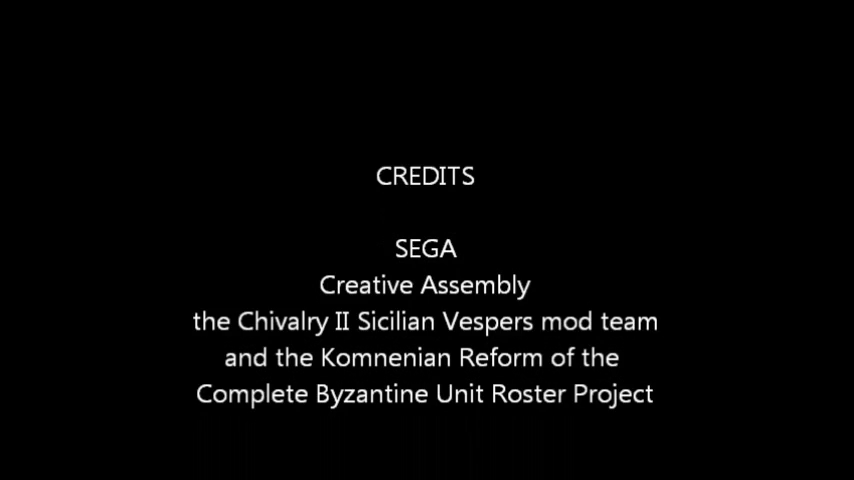 CREDITS
SEGA
Creative Assembly
the Chivalry II Sicilian Vespers mod team
and the Komnenian Reform of the
Complete Byzantine Unit Roster Project